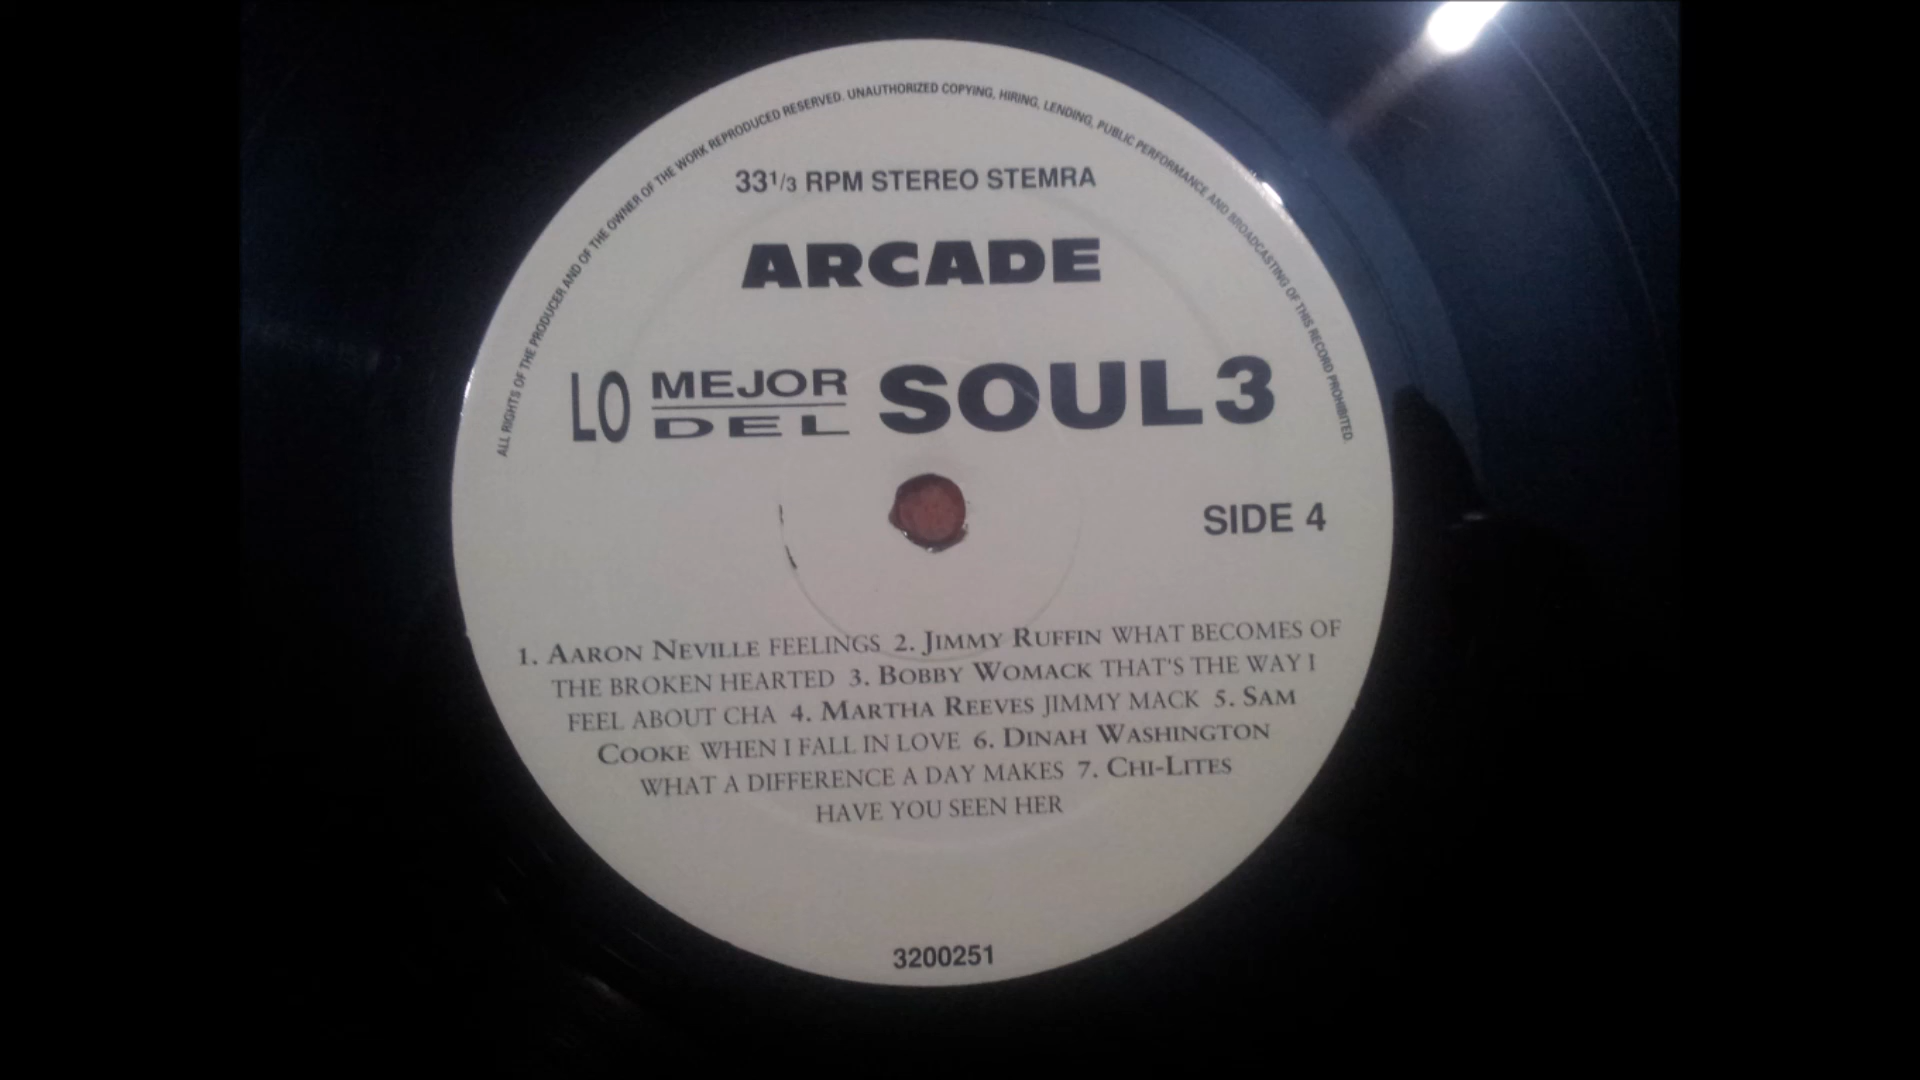 ALL RIGHTS OF THE PRODUCER AND OF THE OWNER OF THE WORK REPRODUCED RESERVED. UNAUTHORIZED COPYING, HIRING, LENDING, PUBLIC PERFORMANCE AND BROADCASTING OF THIS RECORD PROHIBITED.
33 1/3 RPM STEREO STEMRA
ARCADE
LO MEJOR DEL SOUL 3
SIDE 4
1. AARON NEVILLE FEELINGS 2. JIMMY RUFFIN WHAT BECOMES OF
THE BROKEN HEARTED 3. BOBBY WOMACK THAT'S THE WAY I
FEEL ABOUT CHA 4. MARTHA REEVES JIMMY MACK 5. SAM
COOKE WHEN I FALL IN LOVE 6. DINAH WASHINGTON
WHAT A DIFFERENCE A DAY MAKES 7. CHI-LITES
HAVE YOU SEEN HER
3200251